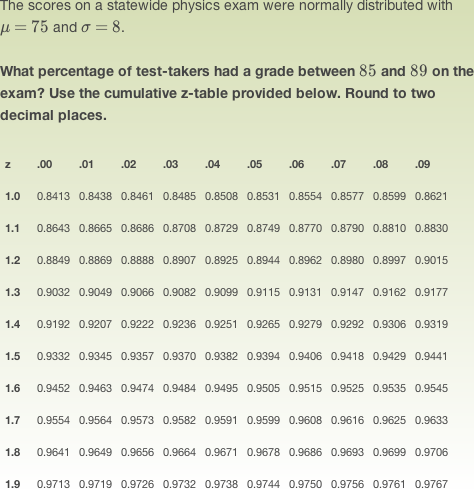 The scores on a statewide physics exam were normally distributed with
μ = 75 and σ = 8.
What percentage of test-takers had a grade between 85 and 89 on the
exam? Use the cumulative z-table provided below. Round to two
decimal places.
z .00 .01 .02 .03 .04 .05 .06 .07 .08 .09
1.0 0.8413 0.8438 0.8461 0.8485 0.8508 0.8531 0.8554 0.8577 0.8599 0.8621
1.1 0.8643 0.8665 0.8686 0.8708 0.8729 0.8749 0.8770 0.8790 0.8810 0.8830
1.2 0.8849 0.8869 0.8888 0.8907 0.8925 0.8944 0.8962 0.8980 0.8997 0.9015
1.3 0.9032 0.9049 0.9066 0.9082 0.9099 0.9115 0.9131 0.9147 0.9162 0.9177
1.4 0.9192 0.9207 0.9222 0.9236 0.9251 0.9265 0.9279 0.9292 0.9306 0.9319
1.5 0.9332 0.9345 0.9357 0.9370 0.9382 0.9394 0.9406 0.9418 0.9429 0.9441
1.6 0.9452 0.9463 0.9474 0.9484 0.9495 0.9505 0.9515 0.9525 0.9535 0.9545
1.7 0.9554 0.9564 0.9573 0.9582 0.9591 0.9599 0.9608 0.9616 0.9625 0.9633
1.8 0.9641 0.9649 0.9656 0.9664 0.9671 0.9678 0.9686 0.9693 0.9699 0.9706
1.9 0.9713 0.9719 0.9726 0.9732 0.9738 0.9744 0.9750 0.9756 0.9761 0.9767